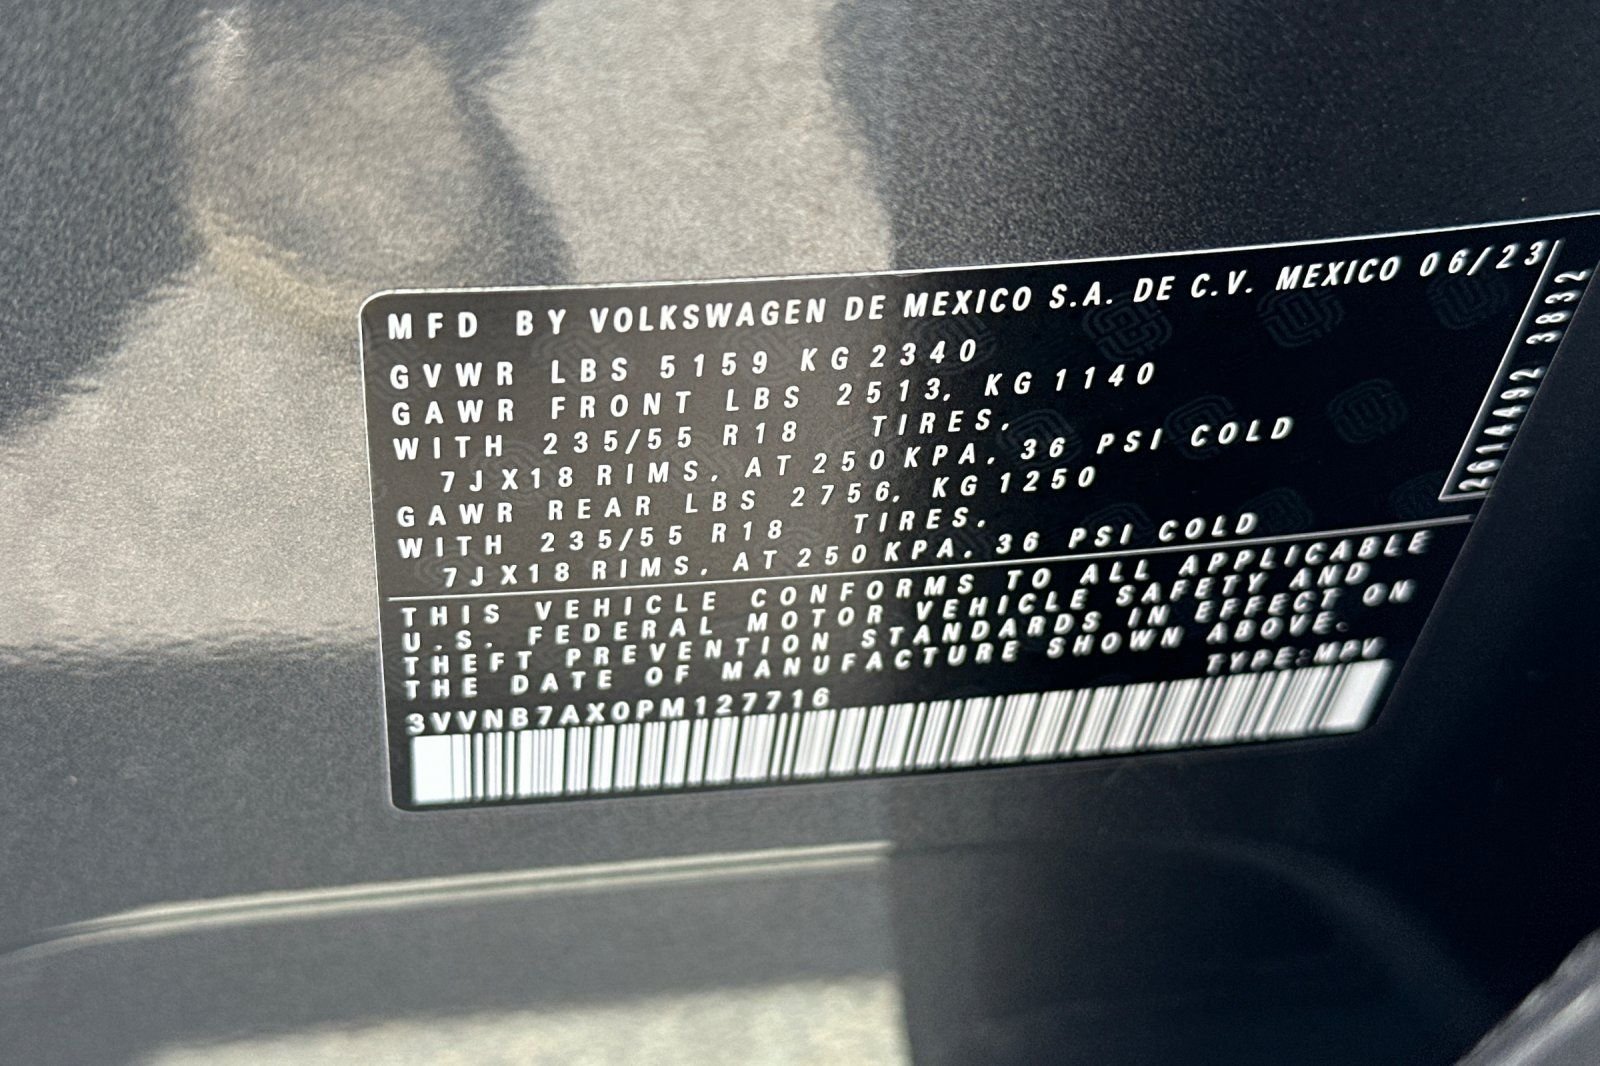 MFD BY VOLKSWAGEN DE MEXICO S.A. DE C.V. MEXICO 06/23
GVWR LBS 5159 KG 2340
GAWR FRONT LBS 2513, KG 1140
WITH 235/55 R18 TIRES,
7JX18 RIMS, AT 250 KPA, 36 PSI COLD
GAWR REAR LBS 2756, KG 1250
WITH 235/55 R18 TIRES,
7JX18 RIMS, AT 250 KPA, 36 PSI COLD
THIS VEHICLE CONFORMS TO ALL APPLICABLE
U.S. FEDERAL MOTOR VEHICLE SAFETY AND
THEFT PREVENTION STANDARDS IN EFFECT ON
THE DATE OF MANUFACTURE SHOWN ABOVE.
TYPE:MPV
3VVNB7AX0PM127716
2614492 3832